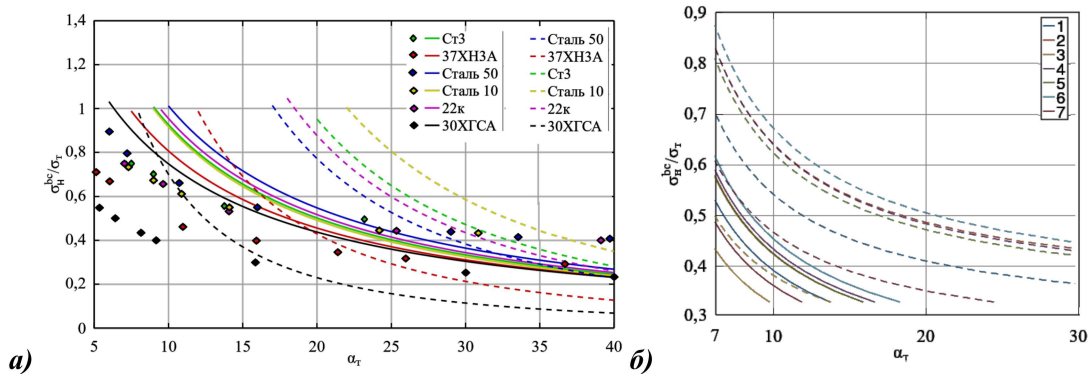 σ_н^bc/σ_т
1,4
1,2
1
0,8
0,6
0,4
0,2
0
5 10 15 20 25 30 35 40
α_т
Ст3
37ХН3А
Сталь 50
Сталь 10
22к
30ХГСА
Сталь 50
37ХН3А
Ст3
Сталь 10
22к
30ХГСА
а)
σ_н^bc/σ_т
0,9
0,8
0,7
0,6
0,5
0,4
0,3
7 10 20 30
α_т
1
2
3
4
5
6
7
б)